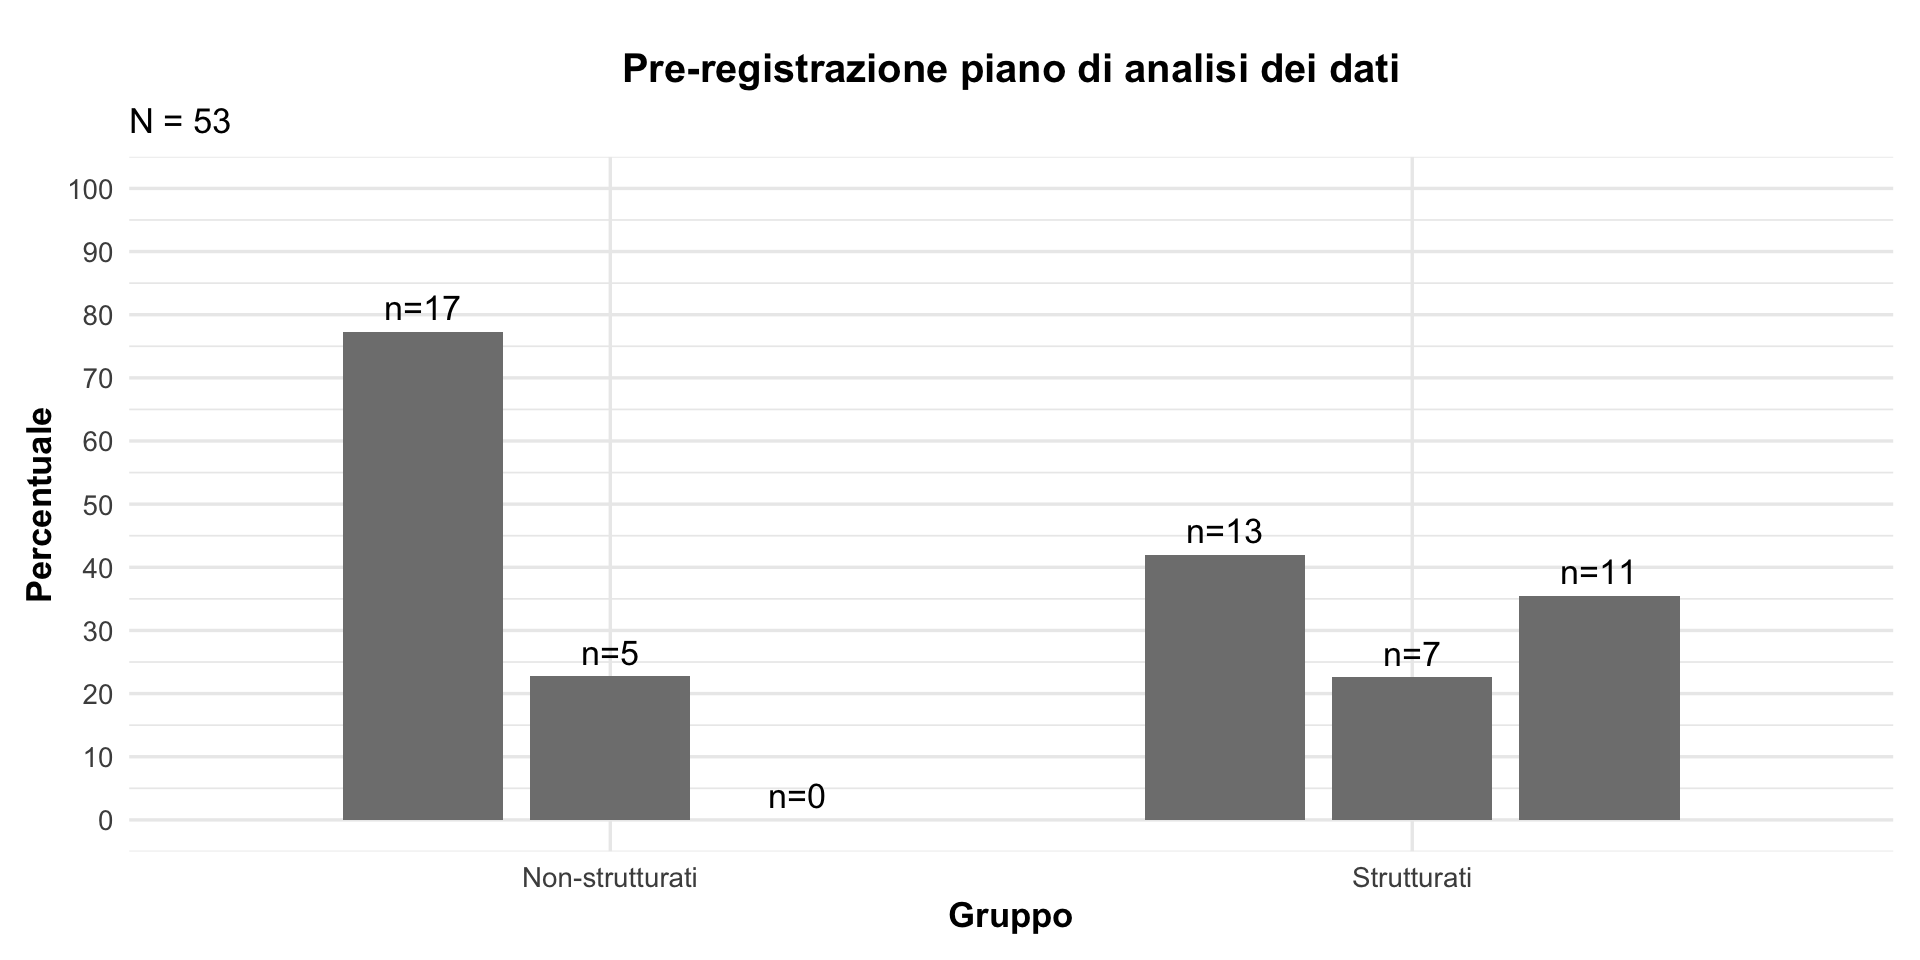 Pre-registrazione piano di analisi dei dati
N = 53
Percentuale
100
90
80
70
60
50
40
30
20
10
0
n=17
n=5
n=0
n=13
n=7
n=11
Non-strutturati
Strutturati
Gruppo